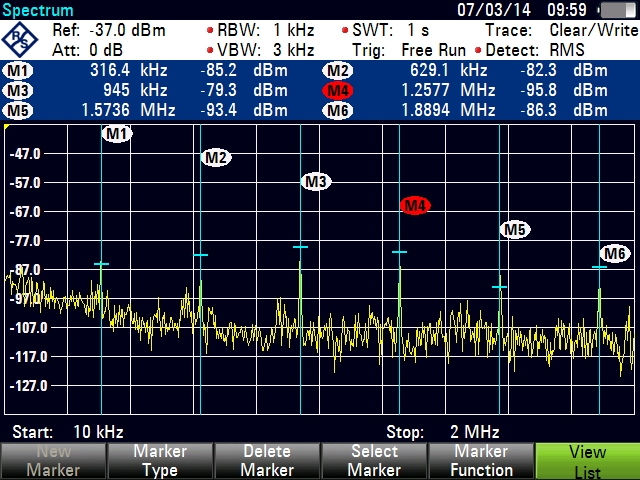 Spectrum 07/03/14 09:59
Ref: -37.0 dBm RBW: 1 kHz SWT: 1 s Trace: Clear/Write
Att: 0 dB VBW: 3 kHz Trig: Free Run Detect: RMS
M1 316.4 kHz -85.2 dBm M2 629.1 kHz -82.3 dBm
M3 945 kHz -79.3 dBm M4 1.2577 MHz -95.8 dBm
M5 1.5736 MHz -93.4 dBm M6 1.8894 MHz -86.3 dBm
M1
-47.0 M2
-57.0 M3
-67.0 M4
-77.0 M5
M6
-87.0
-97.0
-107.0
-117.0
-127.0
Start: 10 kHz Stop: 2 MHz
New Marker Delete Select Marker View
Marker Type Marker Marker Function List